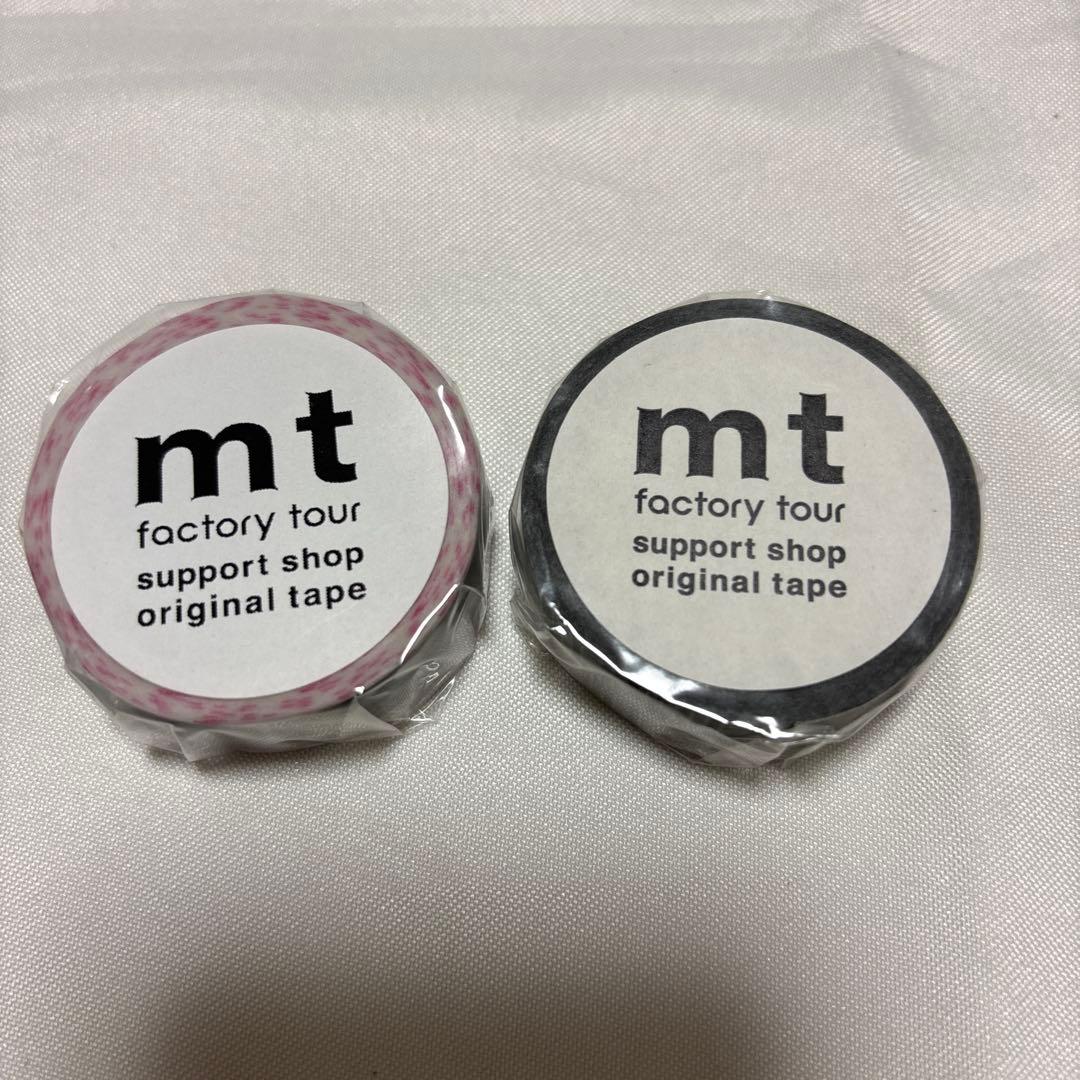 mt
factory tour
support shop
original tape
mt
factory tour
support shop
original tape